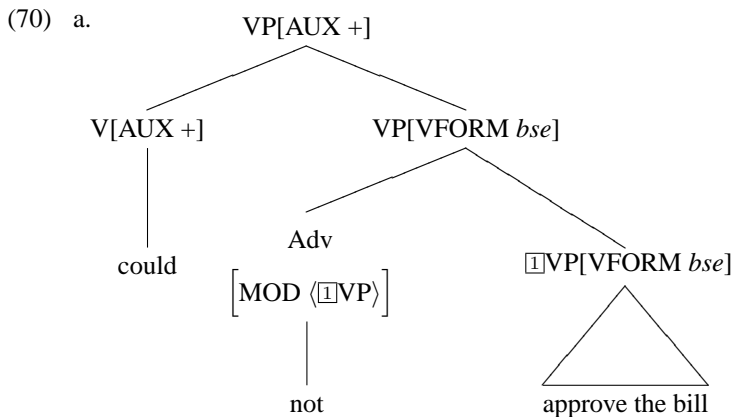 (70) a. VP[AUX +]
V[AUX +] VP[VFORM bse]
could Adv 1VP[VFORM bse]
[MOD ⟨1VP⟩]
not approve the bill